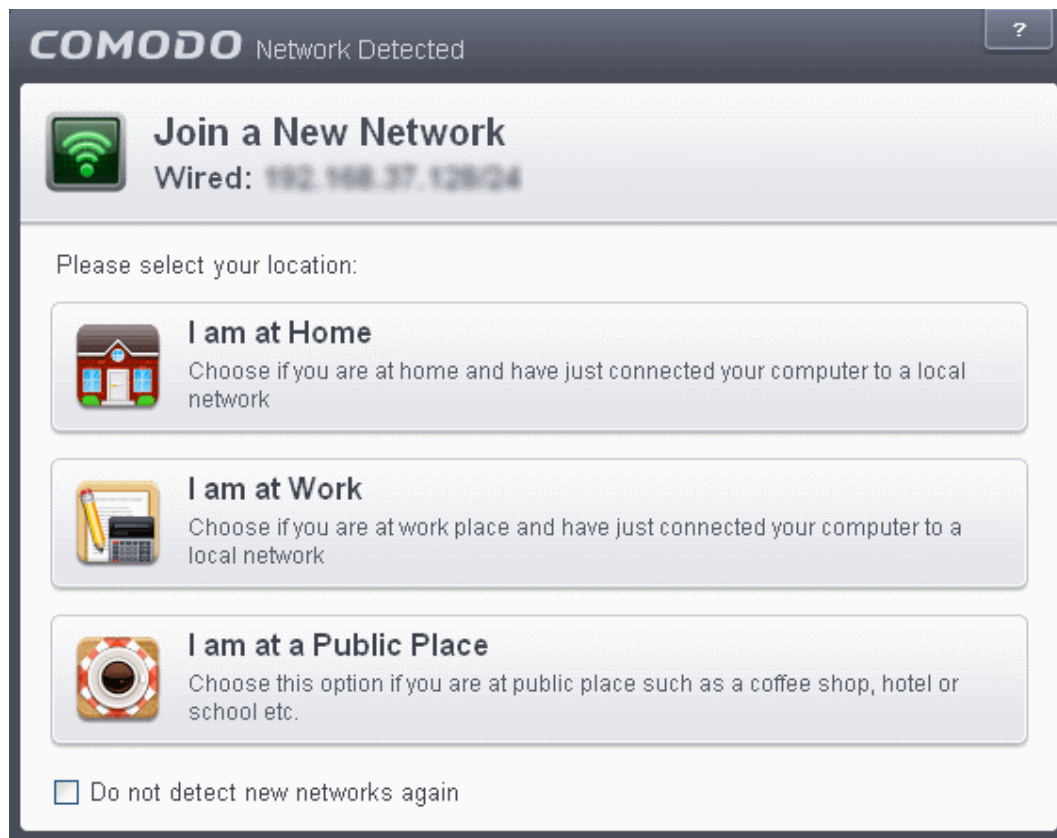 COMODO Network Detected
?
Join a New Network
Wired:
Please select your location:
I am at Home
Choose if you are at home and have just connected your computer to a local
network
I am at Work
Choose if you are at work place and have just connected your computer to a
local network
I am at a Public Place
Choose this option if you are at public place such as a coffee shop, hotel or
school etc.
Do not detect new networks again